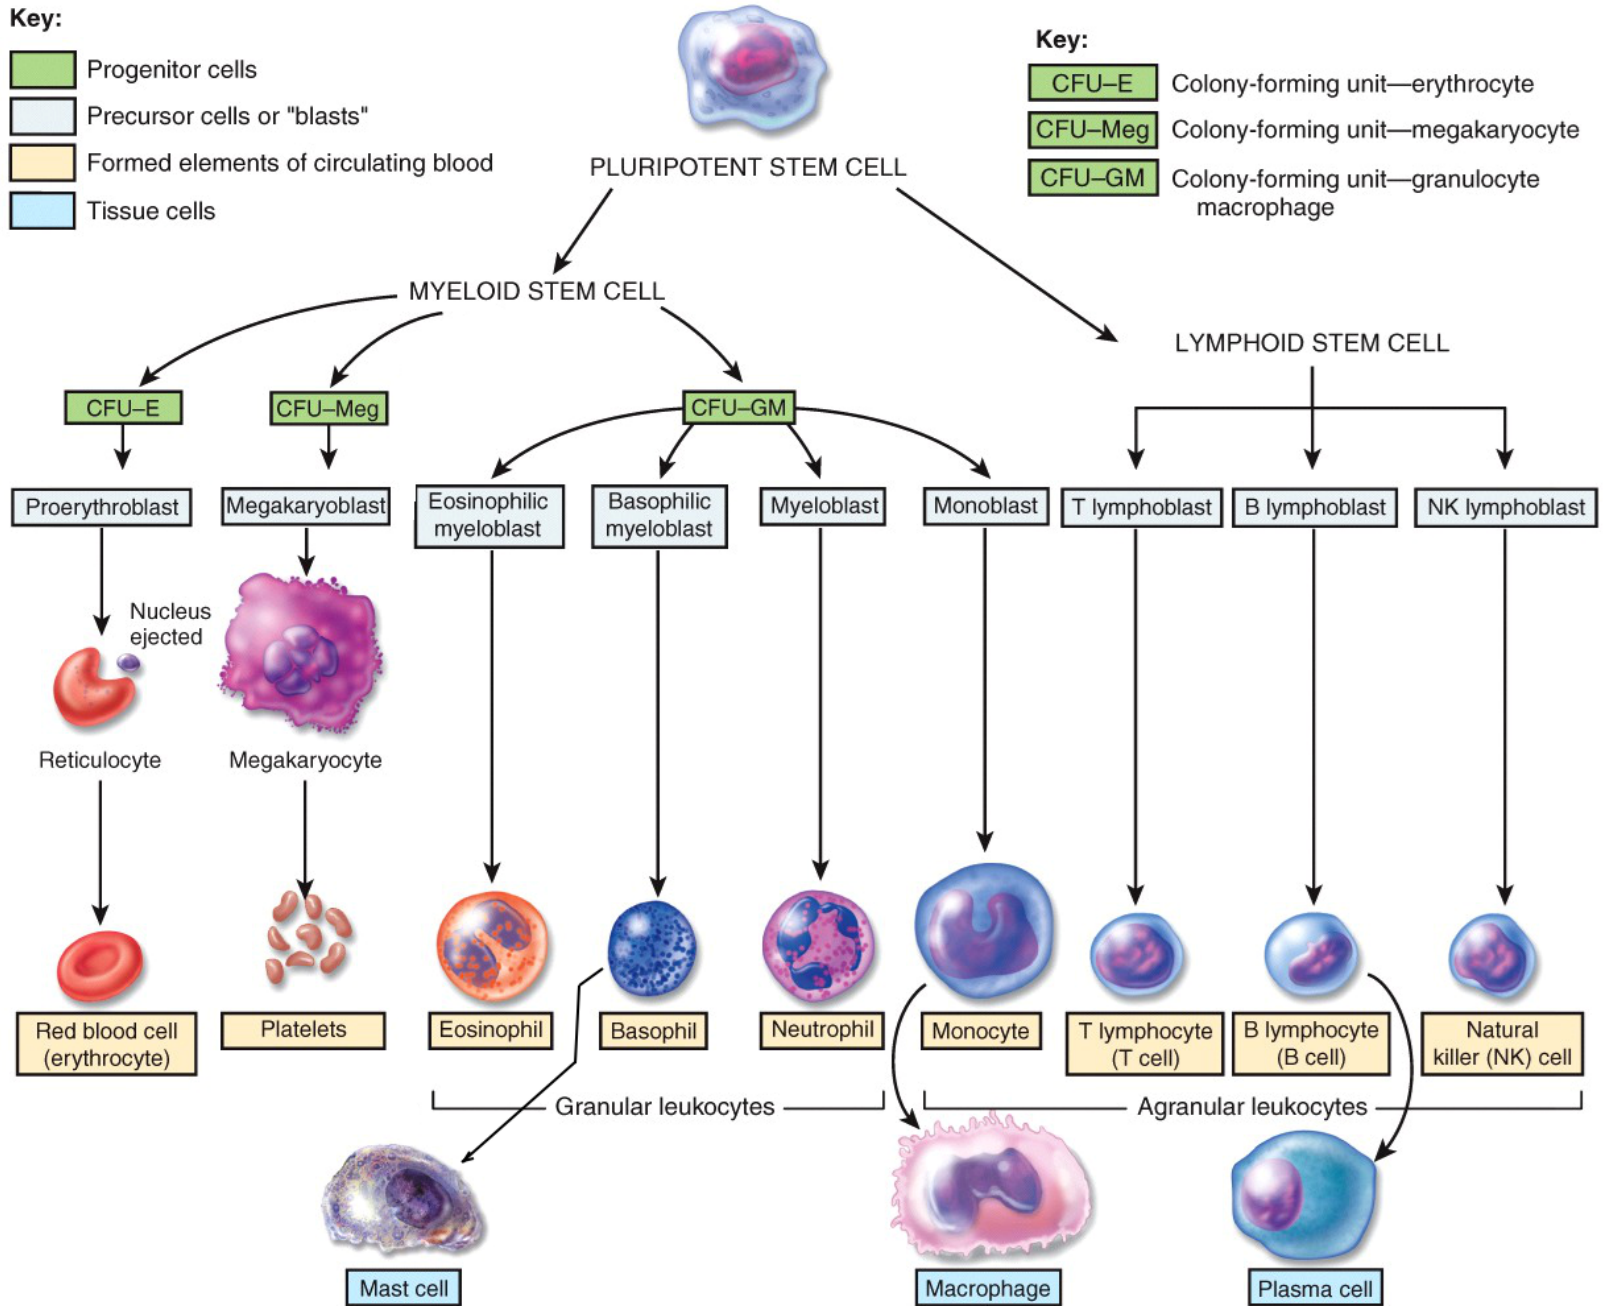 Key:
Progenitor cells
Precursor cells or "blasts"
Formed elements of circulating blood
Tissue cells
Key:
CFU–E Colony-forming unit—erythrocyte
CFU–Meg Colony-forming unit—megakaryocyte
CFU–GM Colony-forming unit—granulocyte
macrophage
PLURIPOTENT STEM CELL
MYELOID STEM CELL
LYMPHOID STEM CELL
CFU–E
CFU–Meg
CFU–GM
Proerythroblast
Megakaryoblast
Eosinophilic
myeloblast
Basophilic
myeloblast
Myeloblast
Monoblast
T lymphoblast
B lymphoblast
NK lymphoblast
Nucleus
ejected
Reticulocyte
Megakaryocyte
Red blood cell
(erythrocyte)
Platelets
Eosinophil
Basophil
Neutrophil
Monocyte
T lymphocyte
(T cell)
B lymphocyte
(B cell)
Natural
killer (NK) cell
Granular leukocytes
Agranular leukocytes
Mast cell
Macrophage
Plasma cell